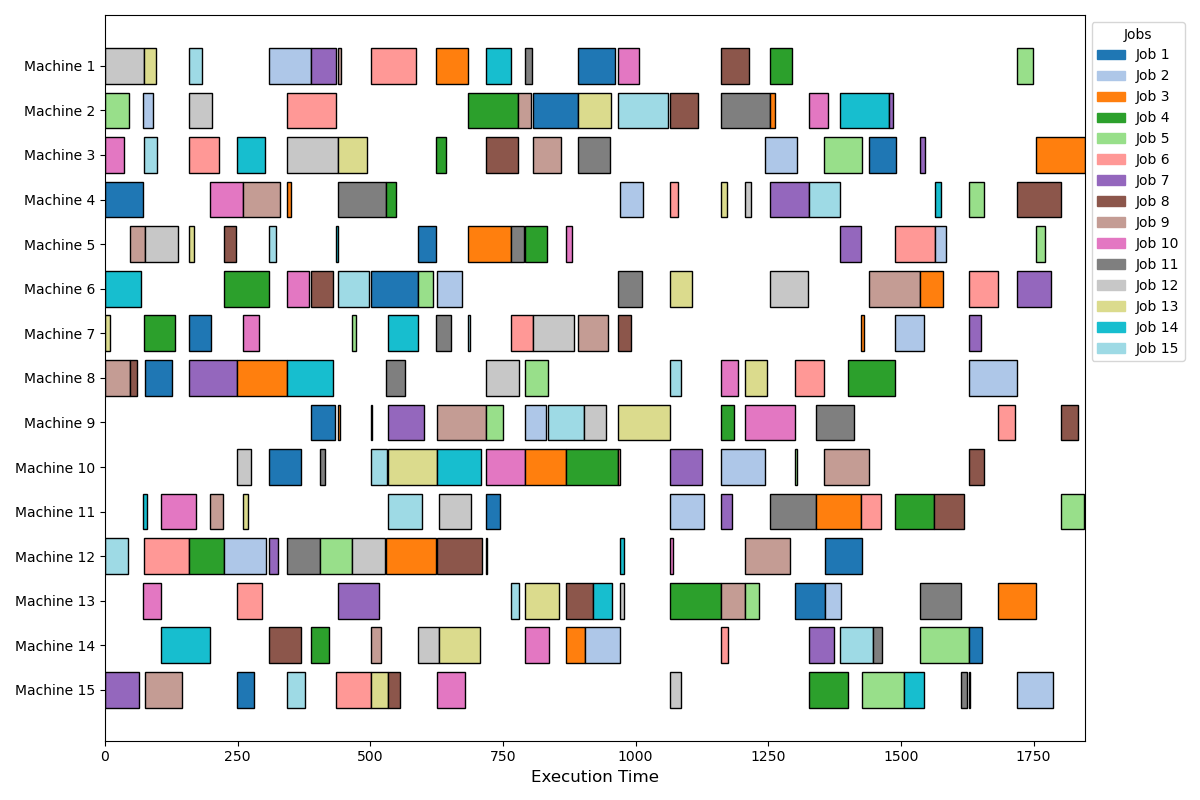 Machine 1
Machine 2
Machine 3
Machine 4
Machine 5
Machine 6
Machine 7
Machine 8
Machine 9
Machine 10
Machine 11
Machine 12
Machine 13
Machine 14
Machine 15
0
250
500
750
1000
1250
1500
1750
Execution Time
Jobs
Job 1
Job 2
Job 3
Job 4
Job 5
Job 6
Job 7
Job 8
Job 9
Job 10
Job 11
Job 12
Job 13
Job 14
Job 15